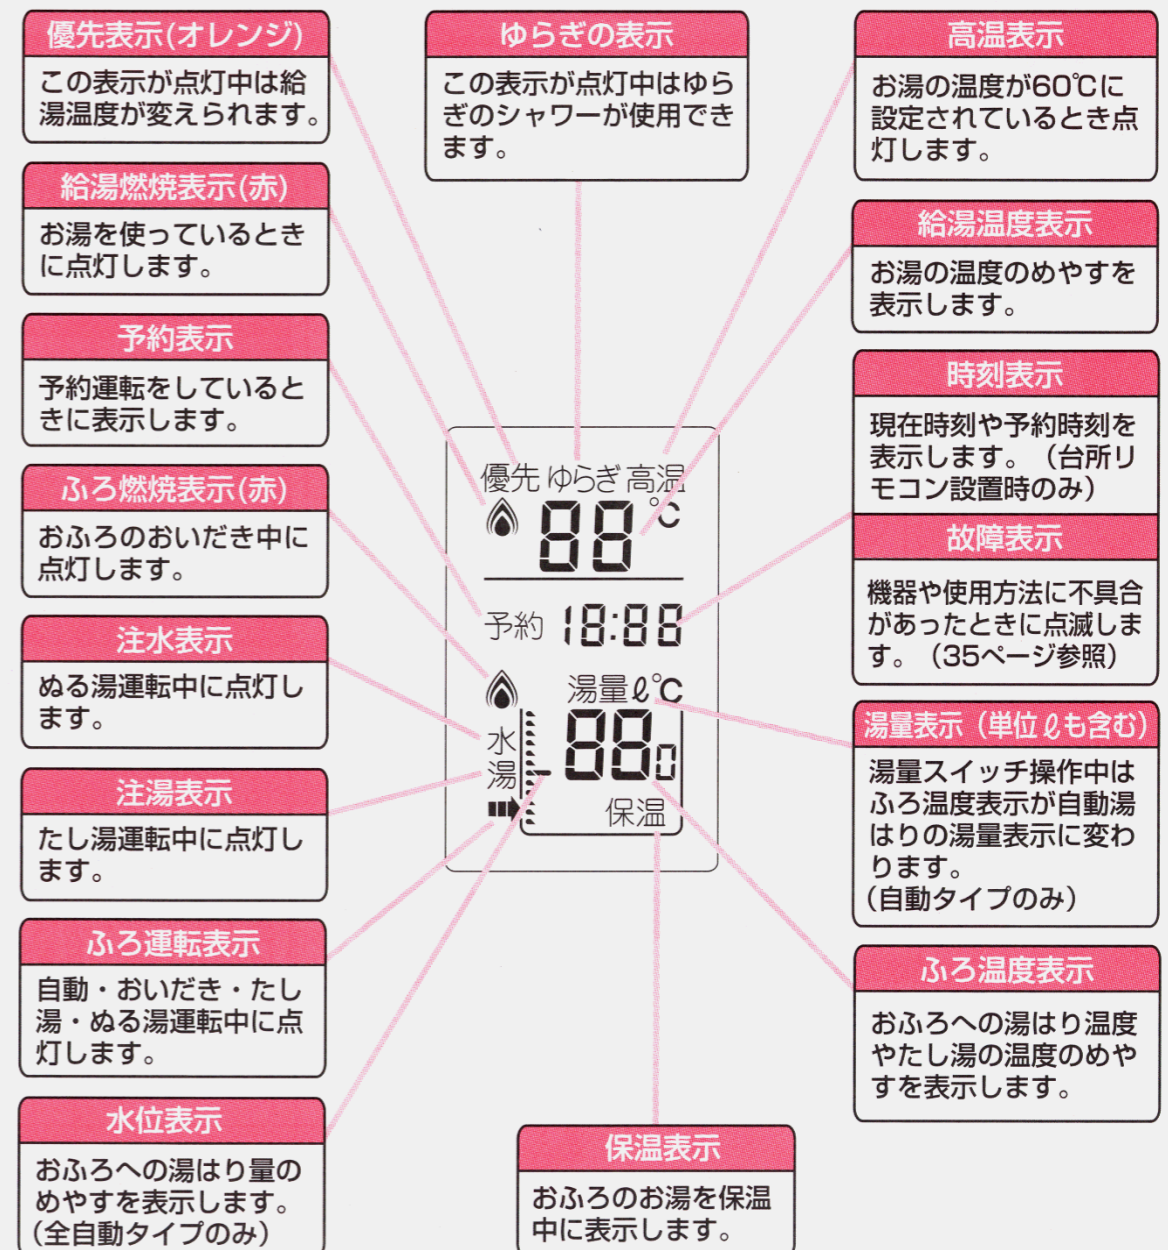 優先表示(オレンジ)
この表示が点灯中は給
湯温度が変えられます。
給湯燃焼表示(赤)
お湯を使っているとき
に点灯します。
予約表示
予約運転をしていると
きに表示します。
ふろ燃焼表示(赤)
おふろのおいだき中に
点灯します。
注水表示
ぬる湯運転中に点灯し
ます。
注湯表示
たし湯運転中に点灯し
ます。
ふろ運転表示
自動・おいだき・たし
湯・ぬる湯運転中に点
灯します。
水位表示
おふろへの湯はり量の
めやすを表示します。
(全自動タイプのみ)
ゆらぎの表示
この表示が点灯中はゆら
ぎのシャワーが使用でき
ます。
優先 ゆらぎ 高温
88℃
予約 18:88
湯量ℓ℃
水
湯
880
保温
保温表示
おふろのお湯を保温
中に表示します。
高温表示
お湯の温度が60℃に
設定されているとき点
灯します。
給湯温度表示
お湯の温度のめやすを
表示します。
時刻表示
現在時刻や予約時刻を
表示します。(台所リ
モコン設置時のみ)
故障表示
機器や使用方法に不具合
があったときに点滅しま
す。(35ページ参照)
湯量表示(単位ℓも含む)
湯量スイッチ操作中は
ふろ温度表示が自動湯
はりの湯量表示に変わ
ります。
(自動タイプのみ)
ふろ温度表示
おふろへの湯はり温度
やたし湯の温度のめや
すを表示します。